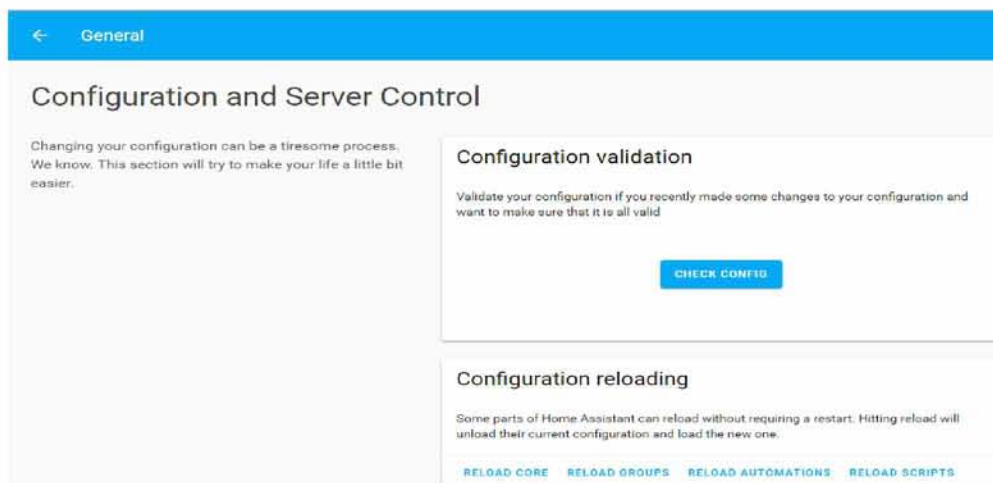 General
Configuration and Server Control
Changing your configuration can be a tiresome process.
We know. This section will try to make your life a little bit
easier.
Configuration validation
Validate your configuration if you recently made some changes to your configuration and
want to make sure that it is all valid
CHECK CONFIG
Configuration reloading
Some parts of Home Assistant can reload without requiring a restart. Hitting reload will
unload their current configuration and load the new one.
RELOAD CORE RELOAD GROUPS RELOAD AUTOMATIONS RELOAD SCRIPTS